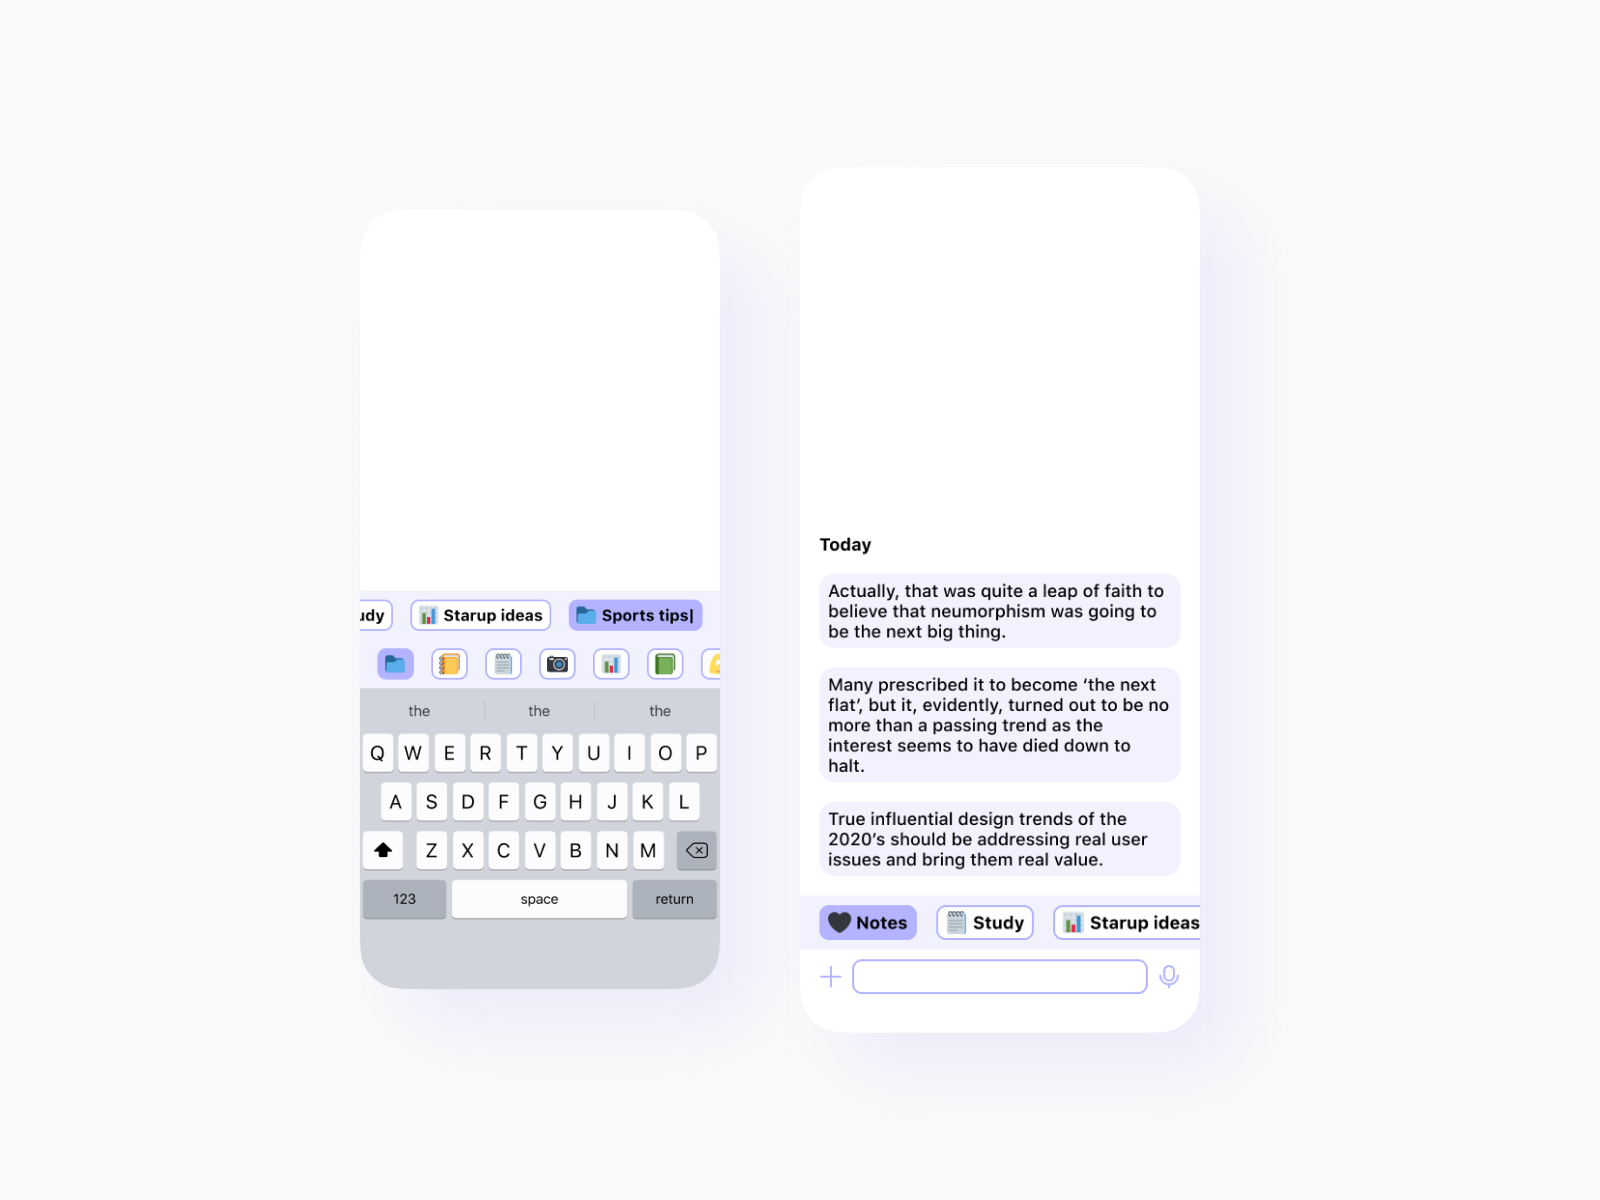 udy
Starup ideas
Sports tips|
the the the
Q W E R T Y U I O P
A S D F G H J K L
Z X C V B N M
123 space return
Today
Actually, that was quite a leap of faith to
believe that neumorphism was going to
be the next big thing.
Many prescribed it to become ‘the next
flat’, but it, evidently, turned out to be no
more than a passing trend as the
interest seems to have died down to
halt.
True influential design trends of the
2020’s should be addressing real user
issues and bring them real value.
Notes
Study
Starup ideas